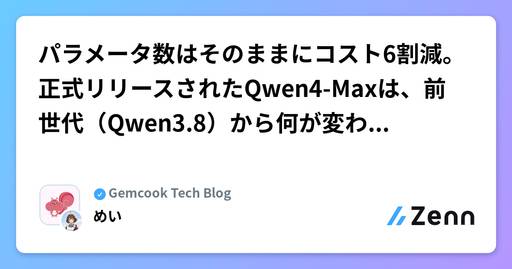 パラメータ数はそのままにコスト6割減。
正式リリースされたQwen4-Maxは、前
世代（Qwen3.8）から何が変わ...
Gemcook Tech Blog
めい
Zenn